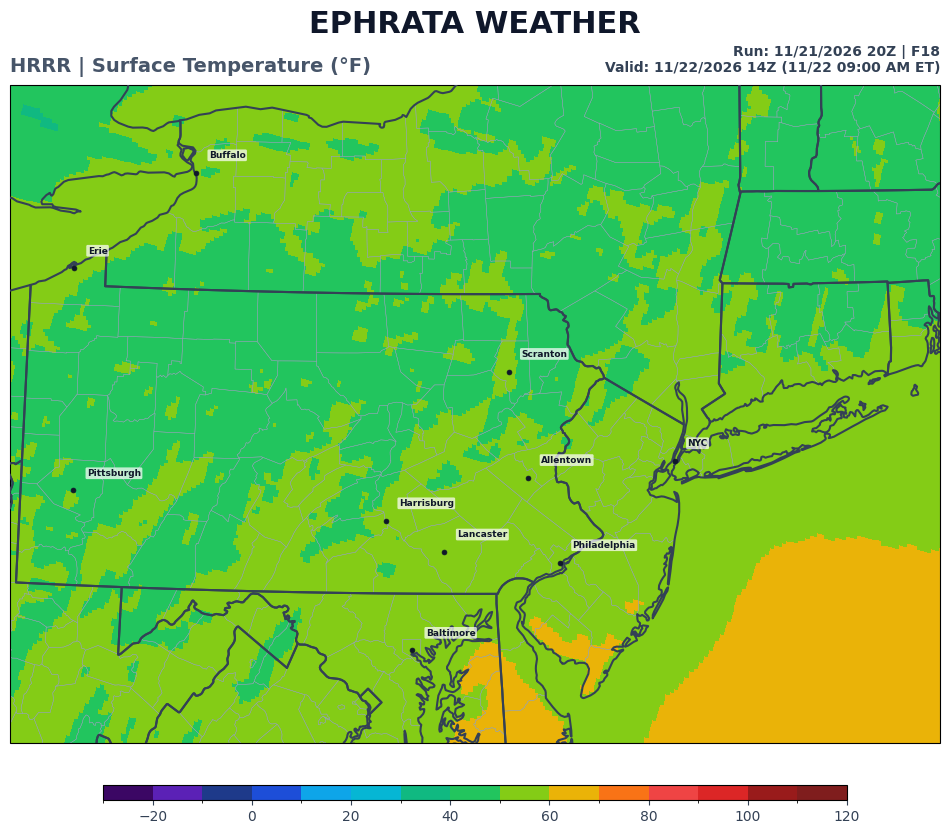 EPHRATA WEATHER
HRRR | Surface Temperature (°F)
Run: 11/21/2026 20Z | F18
Valid: 11/22/2026 14Z (11/22 09:00 AM ET)
Buffalo
Erie
Scranton
NYC
Allentown
Pittsburgh
Harrisburg
Lancaster
Philadelphia
Baltimore
−20 0 20 40 60 80 100 120